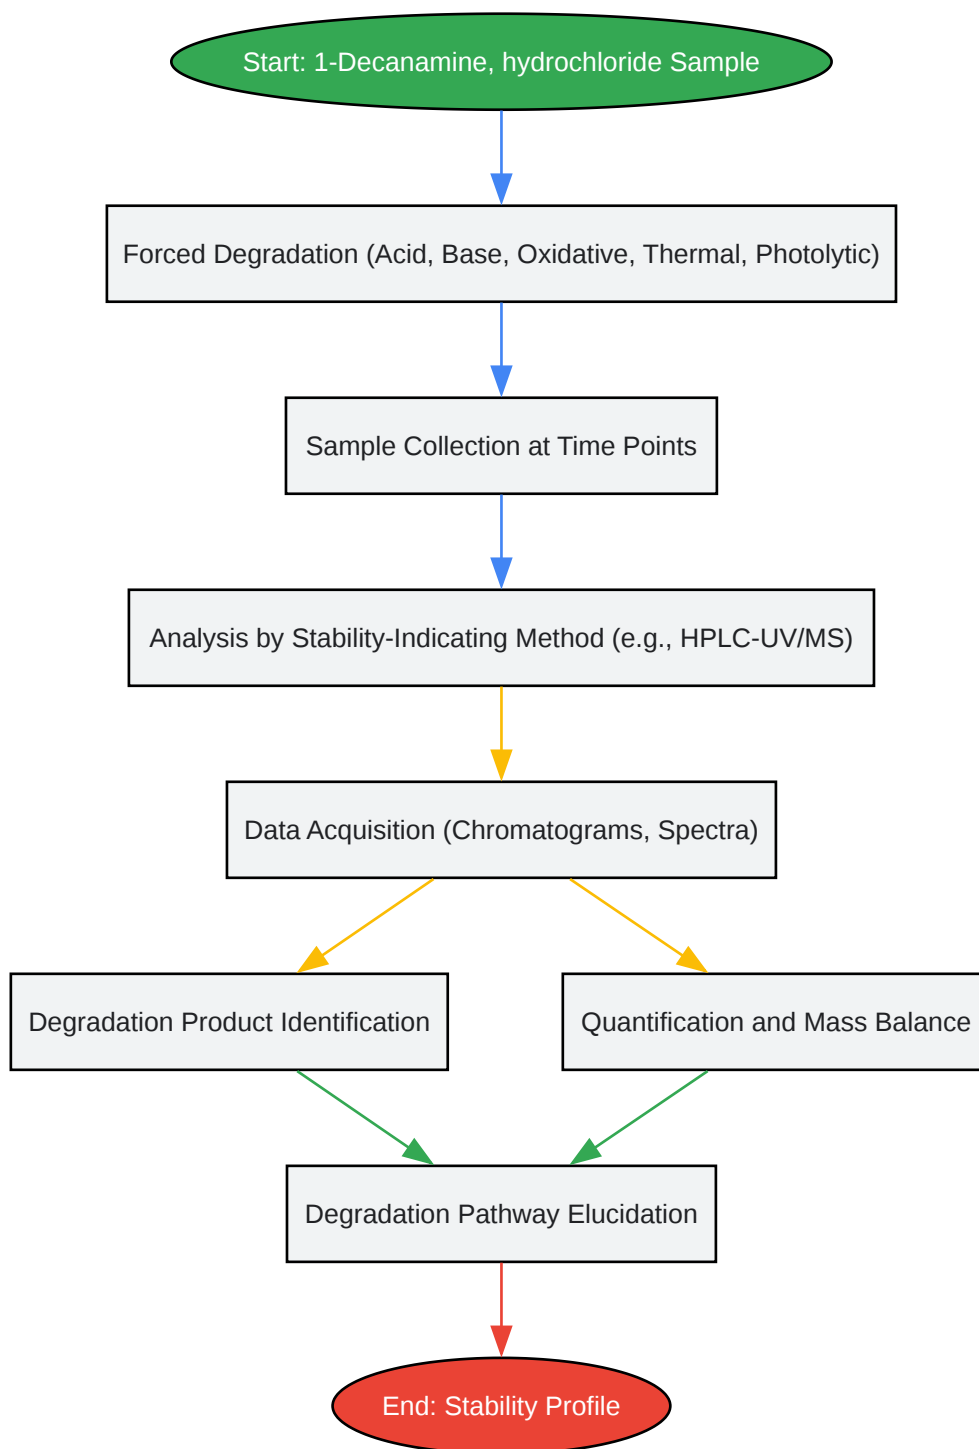 Start: 1-Decanamine, hydrochloride Sample
Forced Degradation (Acid, Base, Oxidative, Thermal, Photolytic)
Sample Collection at Time Points
Analysis by Stability-Indicating Method (e.g., HPLC-UV/MS)
Data Acquisition (Chromatograms, Spectra)
Degradation Product Identification
Quantification and Mass Balance
Degradation Pathway Elucidation
End: Stability Profile